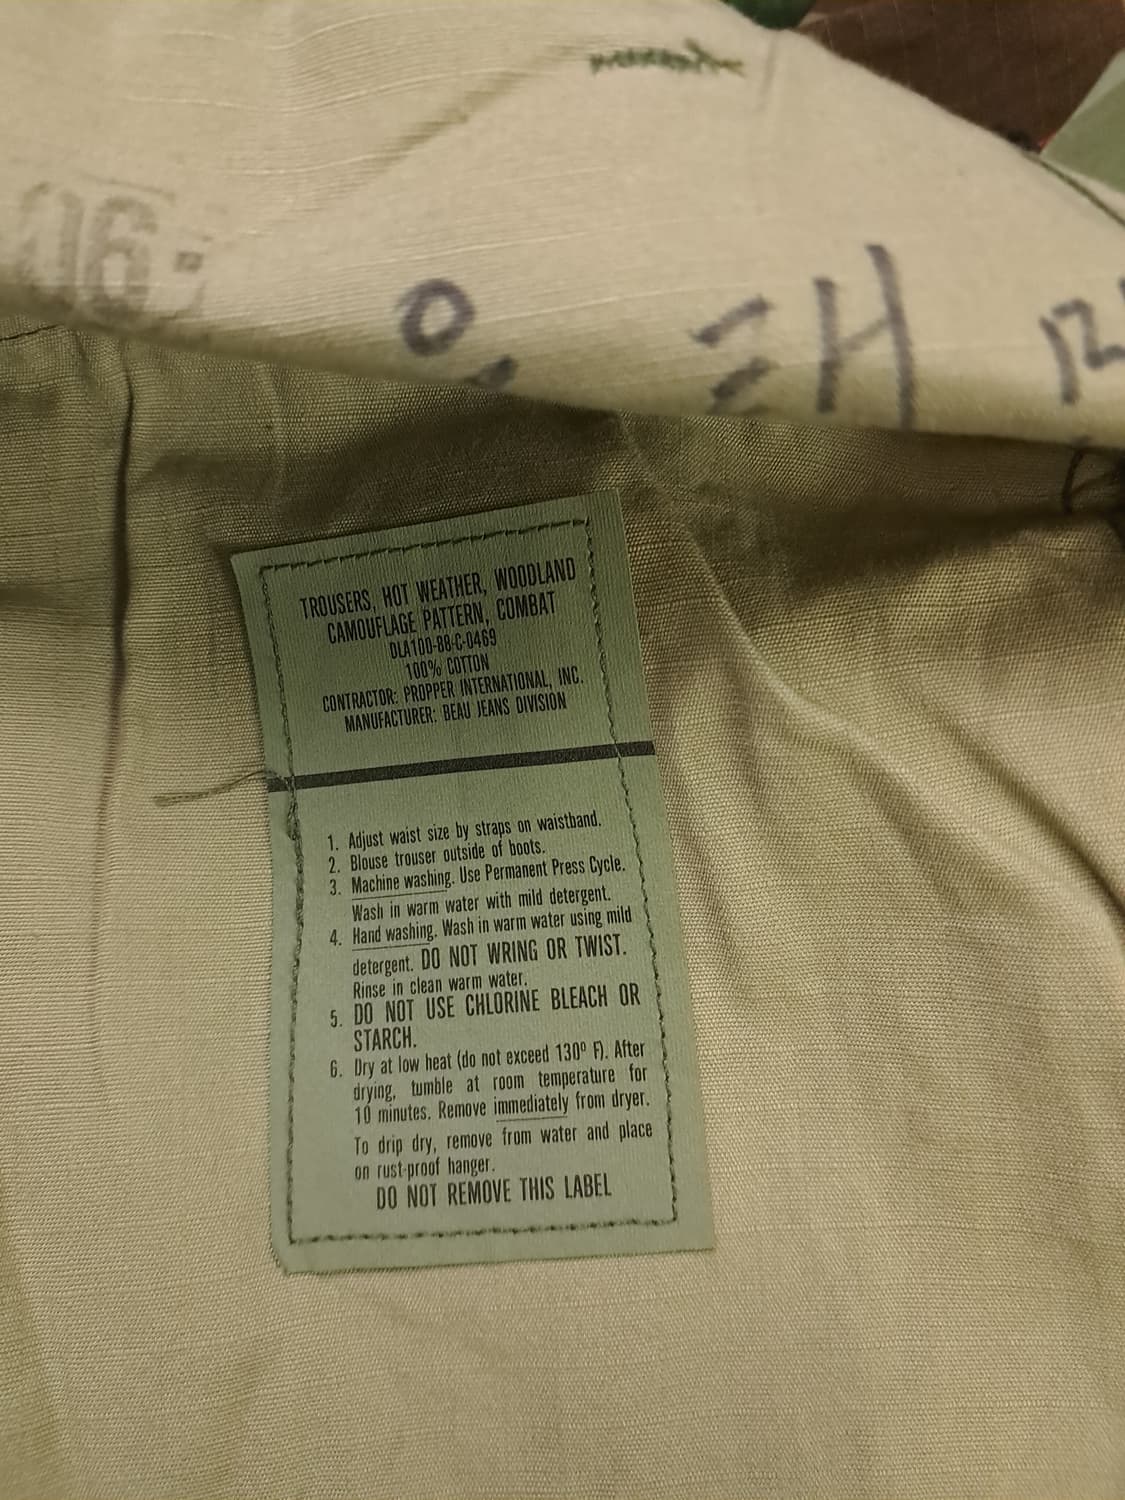 06
TROUSERS, HOT WEATHER, WOODLAND
CAMOUFLAGE PATTERN, COMBAT
DLA100-88-C-0469
100% COTTON
CONTRACTOR: PROPPER INTERNATIONAL, INC.
MANUFACTURER: BEAU JEANS DIVISION
1. Adjust waist size by straps on waistband.
2. Blouse trouser outside of boots.
3. Machine washing. Use Permanent Press Cycle.
Wash in warm water with mild detergent.
4. Hand washing. Wash in warm water using mild
detergent. DO NOT WRING OR TWIST.
Rinse in clean warm water.
5. DO NOT USE CHLORINE BLEACH OR
STARCH.
6. Dry at low heat (do not exceed 130º F). After
drying, tumble at room temperature for
10 minutes. Remove immediately from dryer.
To drip dry, remove from water and place
on rust-proof hanger.
DO NOT REMOVE THIS LABEL